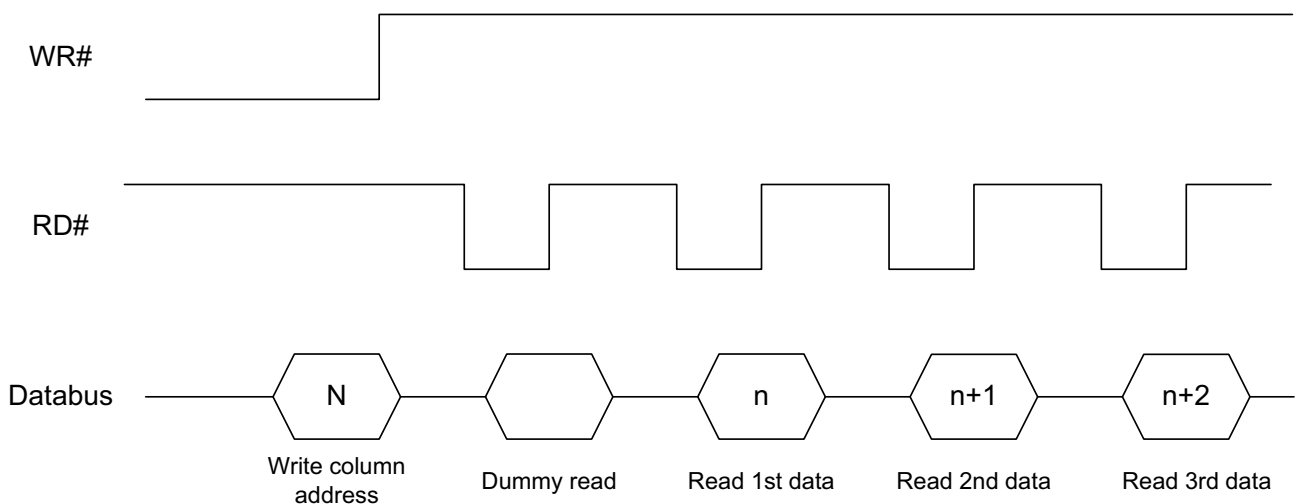 WR#
RD#
Databus
N
n
n+1
n+2
Write column
address
Dummy read
Read 1st data
Read 2nd data
Read 3rd data